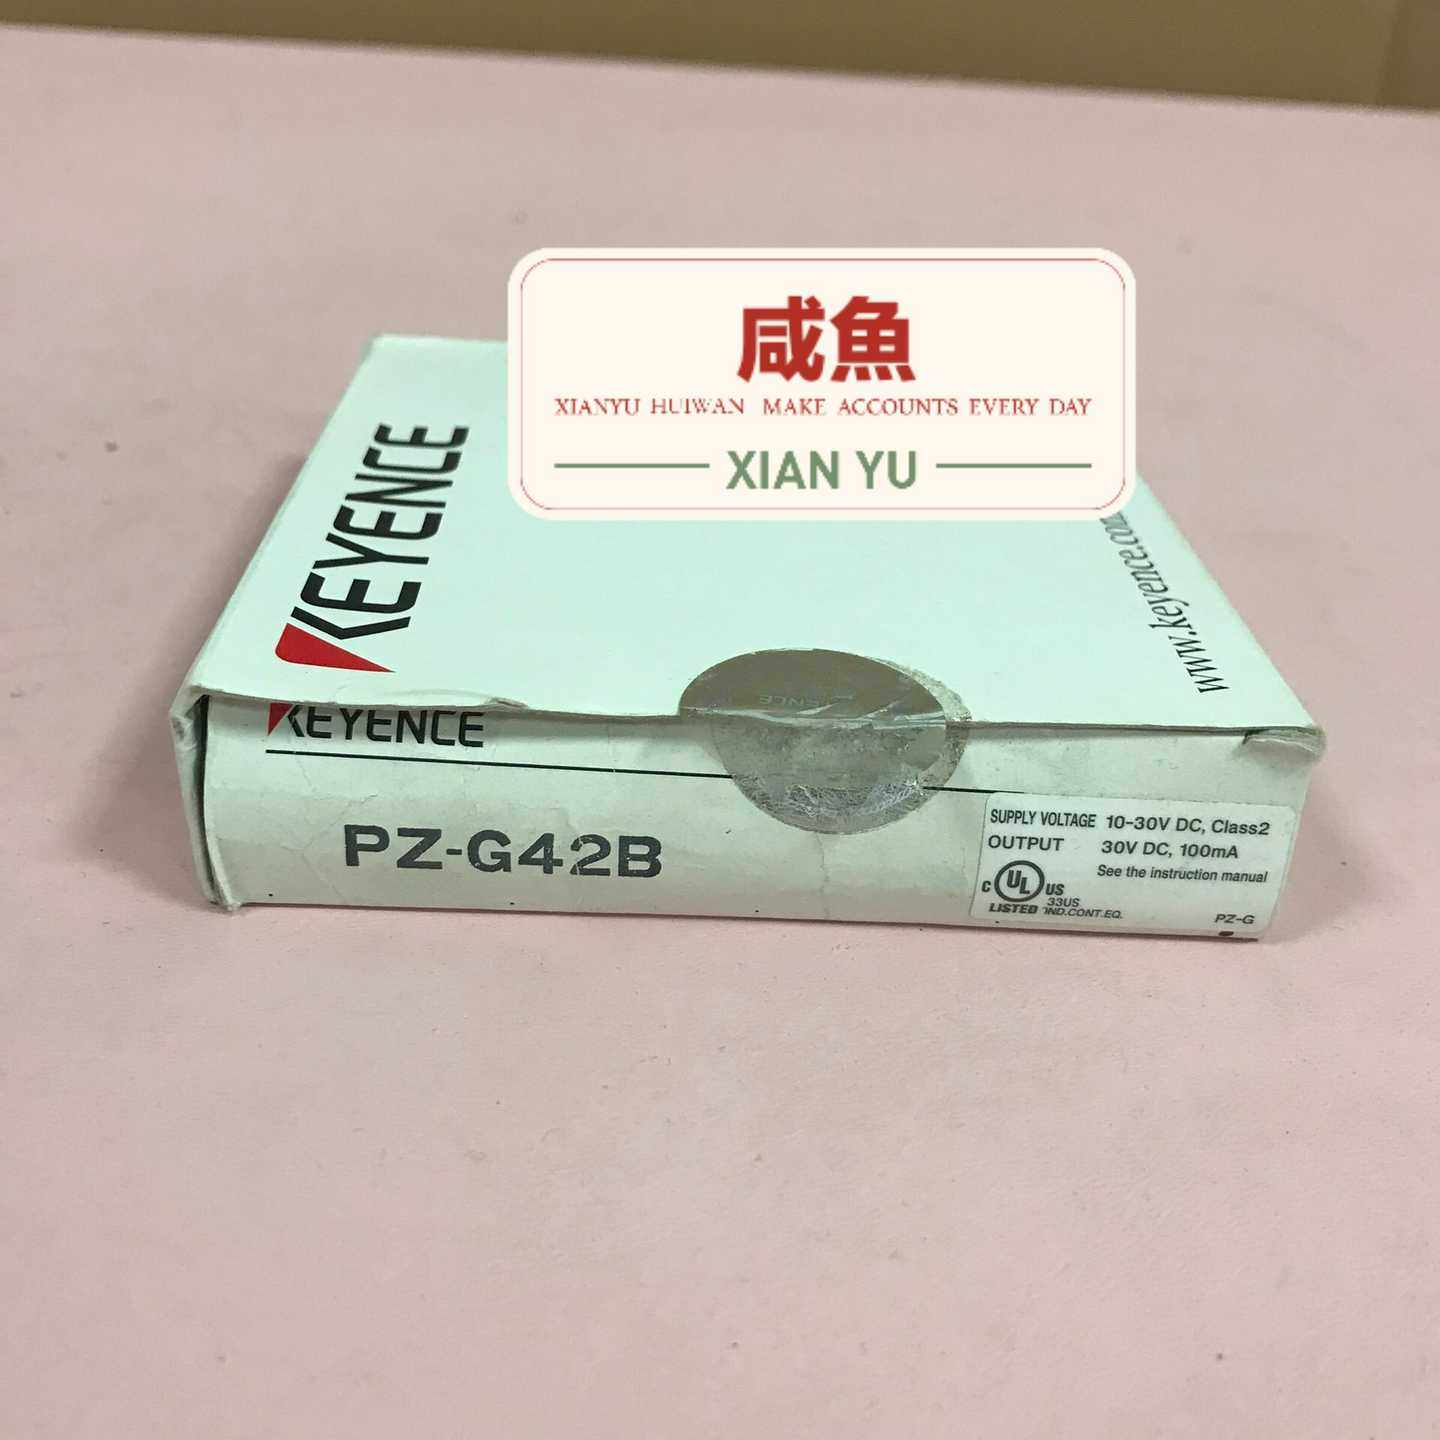 咸魚
XIANYU HUIWAN MAKE ACCOUNTS EVERY DAY
XIAN YU
KEYENCE
www.keyence.com
KEYENCE
PZ-G42B
SUPPLY VOLTAGE 10-30V DC, Class2
OUTPUT 30V DC, 100mA
See the instruction manual
C UL US
LISTED 33US
IND.CONT.EQ.
PZ-G